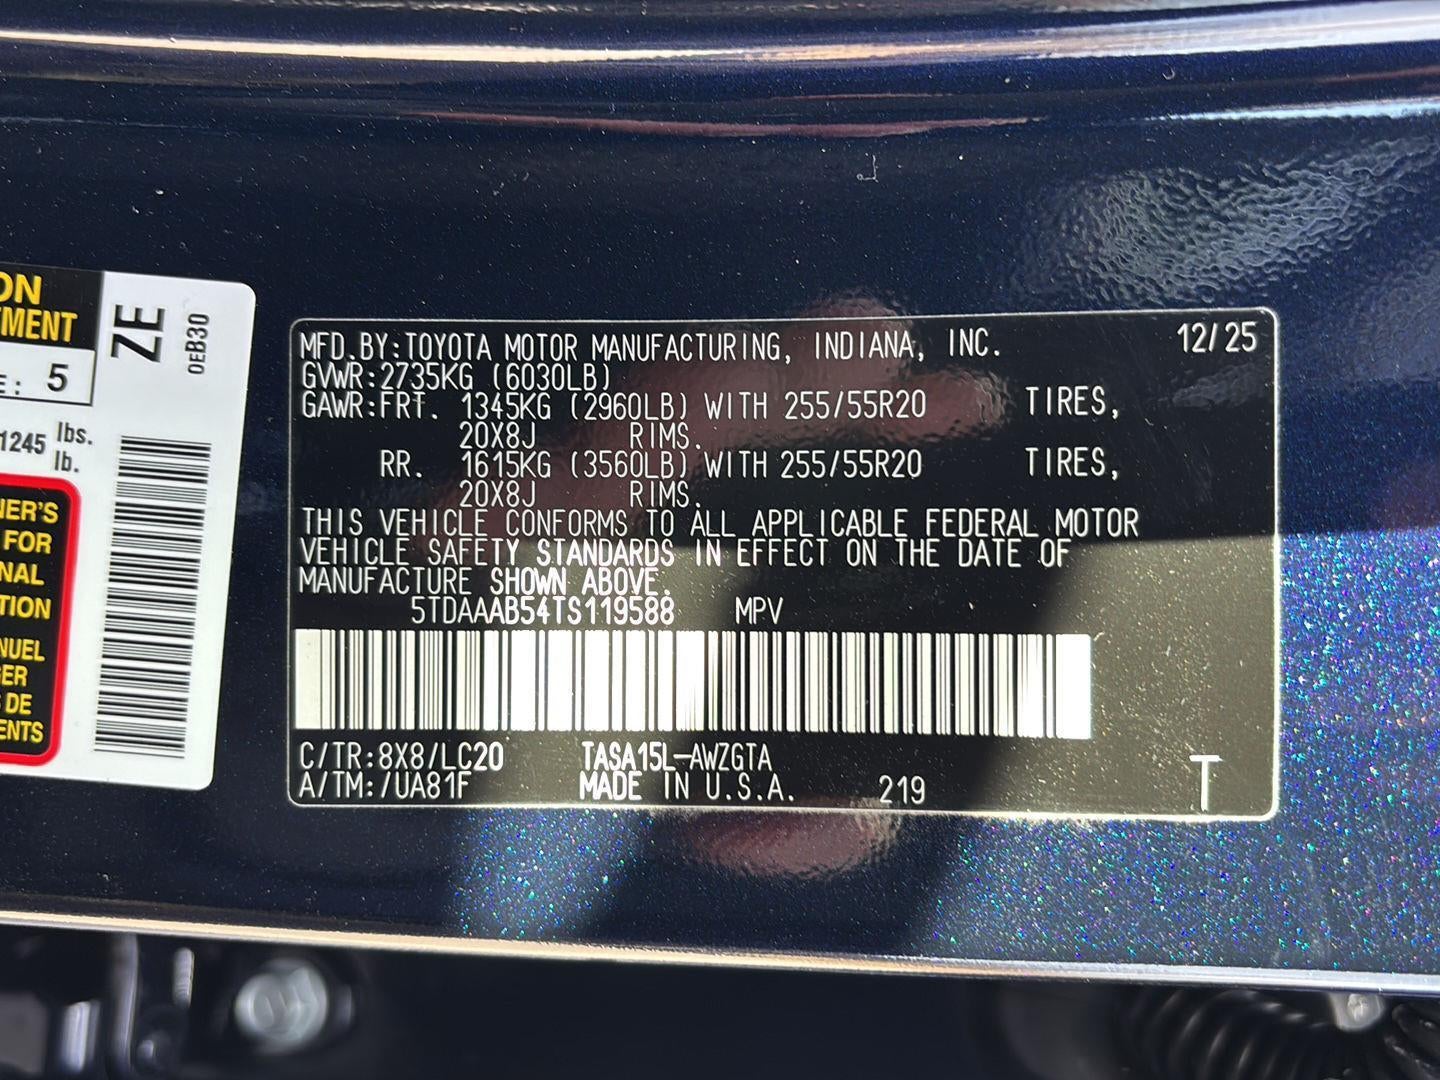 ON
TMENT
E: 5
1245 lbs.
lb.
NER'S
FOR
NAL
TION
NUEL
GER
S DE
ENTS
ZE
0EB30
MFD.BY:TOYOTA MOTOR MANUFACTURING, INDIANA, INC. 12/25
GVWR:2735KG (6030LB)
GAWR:FRT. 1345KG (2960LB) WITH 255/55R20 TIRES,
20X8J RIMS.
RR. 1615KG (3560LB) WITH 255/55R20 TIRES,
20X8J RIMS.
THIS VEHICLE CONFORMS TO ALL APPLICABLE FEDERAL MOTOR
VEHICLE SAFETY STANDARDS IN EFFECT ON THE DATE OF
MANUFACTURE SHOWN ABOVE.
5TDAAAB54TS119588 MPV
C/TR:8X8/LC20 TASA15L-AWZGTA
A/TM:/UA81F MADE IN U.S.A. 219 T